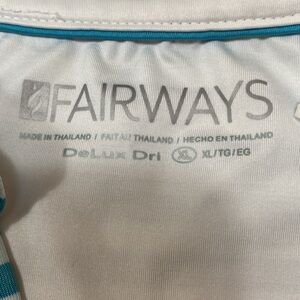 FAIRWAYS
MADE IN THAILAND / FAIT AU THAILAND / HECHO EN THAILAND
DeLux Dri XL XL/TG/EG